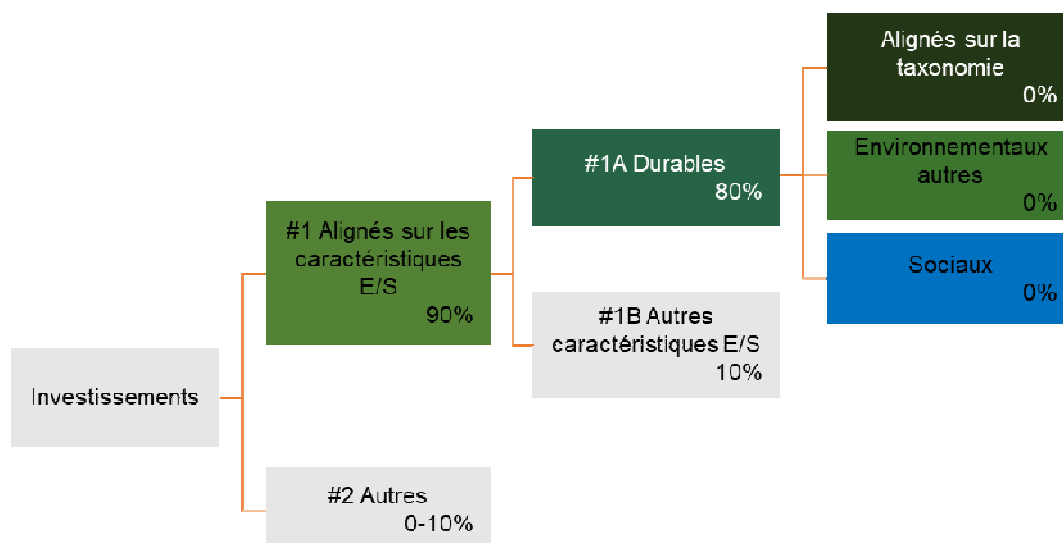 Investissements
#1 Alignés sur les
caractéristiques
E/S
90%
#2 Autres
0-10%
#1A Durables
80%
#1B Autres
caractéristiques E/S
10%
Alignés sur la
taxonomie
0%
Environnementaux
autres
0%
Sociaux
0%